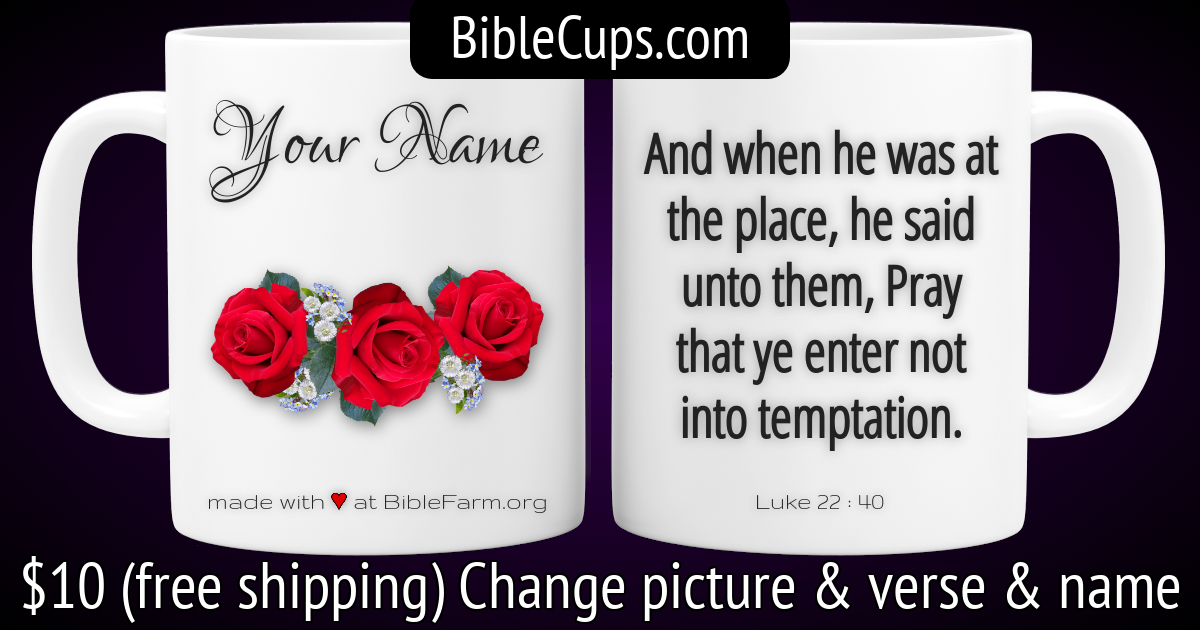 BibleCups.com
Your Name
made with ♥ at BibleFarm.org
And when he was at
the place, he said
unto them, Pray
that ye enter not
into temptation.
Luke 22 : 40
$10 (free shipping) Change picture & verse & name